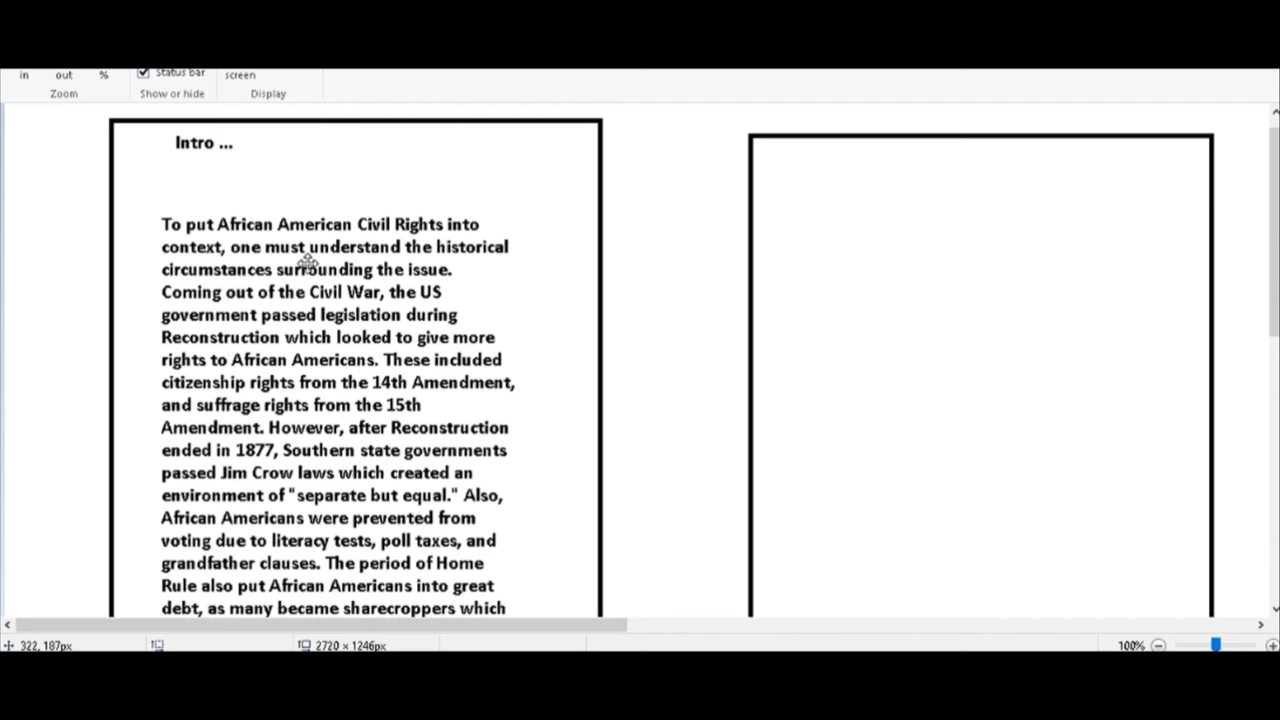 in out % Status bar screen
Zoom Show or hide Display
Intro ...
To put African American Civil Rights into
context, one must understand the historical
circumstances surrounding the issue.
Coming out of the Civil War, the US
government passed legislation during
Reconstruction which looked to give more
rights to African Americans. These included
citizenship rights from the 14th Amendment,
and suffrage rights from the 15th
Amendment. However, after Reconstruction
ended in 1877, Southern state governments
passed Jim Crow laws which created an
environment of "separate but equal." Also,
African Americans were prevented from
voting due to literacy tests, poll taxes, and
grandfather clauses. The period of Home
Rule also put African Americans into great
debt, as many became sharecroppers which
322, 187px 2720 × 1246px 100%